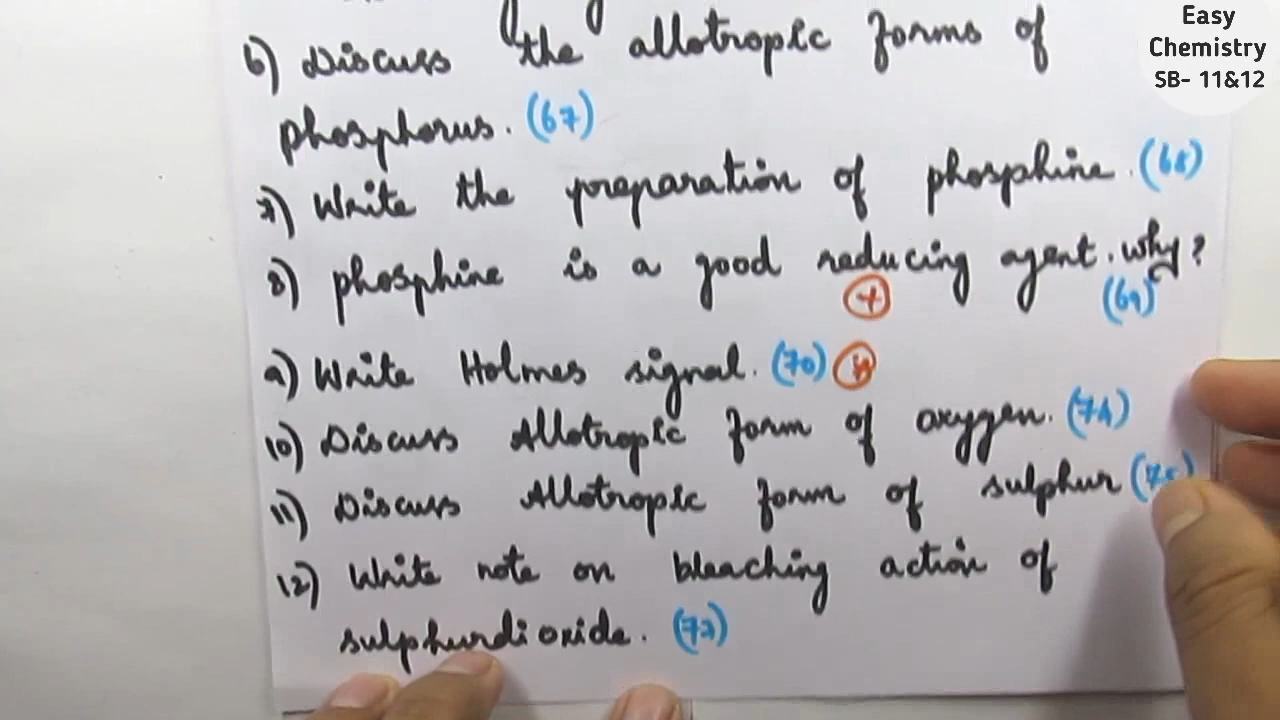 Easy
Chemistry
SB- 11&12
6) Discuss the allotropic forms of
phosphorus. (67)
7) Write the preparation of phosphine. (68)
8) phosphine is a good reducing agent. why?
(69)
9) Write Holmes signal. (70)
10) Discuss Allotropic form of oxygen. (74)
11) Discuss Allotropic form of sulphur
12) Write note on bleaching action of
sulphurdioxide.